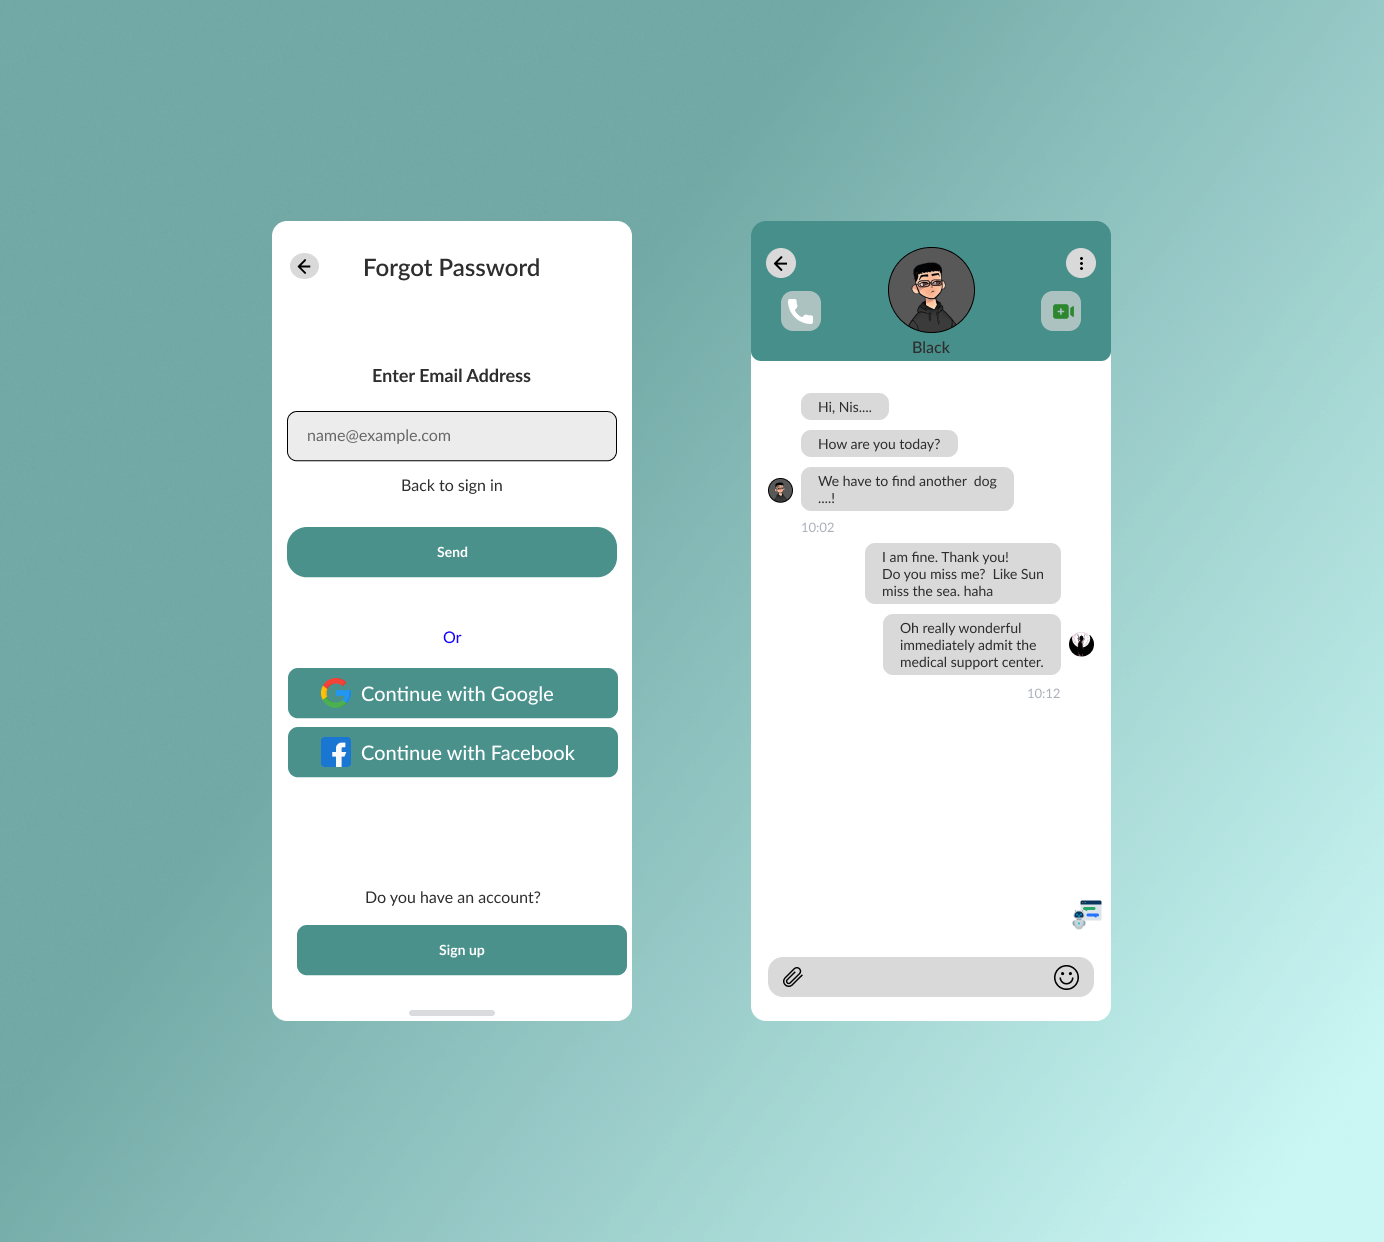 Forgot Password
Enter Email Address
name@example.com
Back to sign in
Send
Or
Continue with Google
Continue with Facebook
Do you have an account?
Sign up
Black
Hi, Nis....
How are you today?
We have to find another  dog
....!
10:02
I am fine. Thank you!
Do you miss me?  Like Sun
miss the sea. haha
Oh really wonderful
immediately admit the
medical support center.
10:12